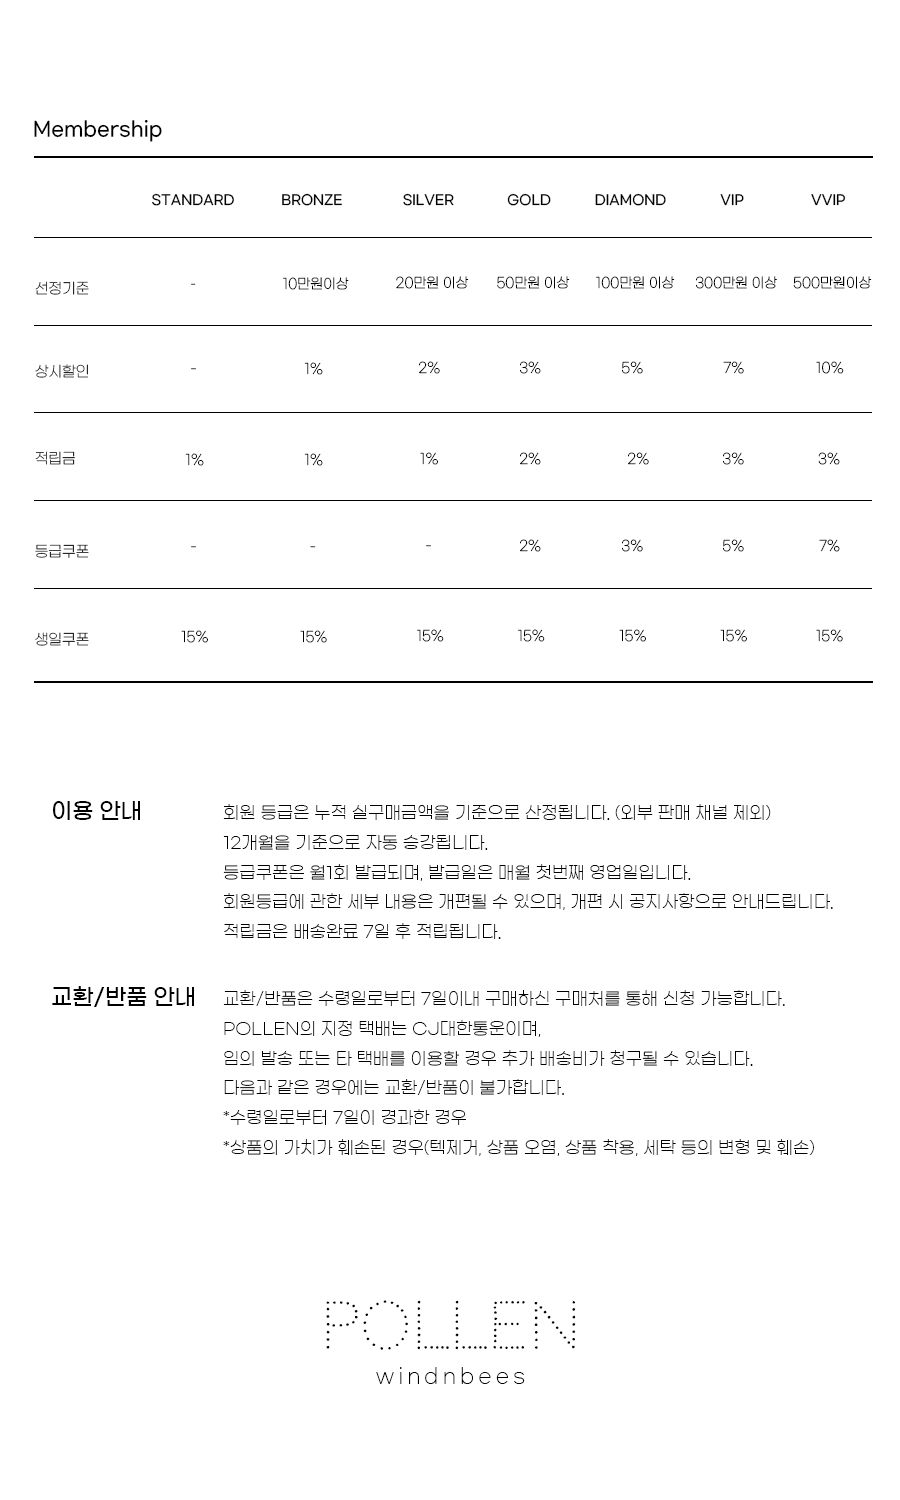 Membership
STANDARD BRONZE SILVER GOLD DIAMOND VIP VVIP
선정기준 - 10만원이상 20만원 이상 50만원 이상 100만원 이상 300만원 이상 500만원이상
상시할인 - 1% 2% 3% 5% 7% 10%
적립금 1% 1% 1% 2% 2% 3% 3%
등급쿠폰 - - - 2% 3% 5% 7%
생일쿠폰 15% 15% 15% 15% 15% 15% 15%
이용 안내
회원 등급은 누적 실구매금액을 기준으로 산정됩니다. (외부 판매 채널 제외)
12개월을 기준으로 자동 승강됩니다.
등급쿠폰은 월1회 발급되며, 발급일은 매월 첫번째 영업일입니다.
회원등급에 관한 세부 내용은 개편될 수 있으며, 개편 시 공지사항으로 안내드립니다.
적립금은 배송완료 7일 후 적립됩니다.
교환/반품 안내
교환/반품은 수령일로부터 7일이내 구매하신 구매처를 통해 신청 가능합니다.
POLLEN의 지정 택배는 CJ대한통운이며,
임의 발송 또는 타 택배를 이용할 경우 추가 배송비가 청구될 수 있습니다.
다음과 같은 경우에는 교환/반품이 불가합니다.
*수령일로부터 7일이 경과한 경우
*상품의 가치가 훼손된 경우(텍제거, 상품 오염, 상품 착용, 세탁 등의 변형 및 훼손)
POLLEN
windnbees